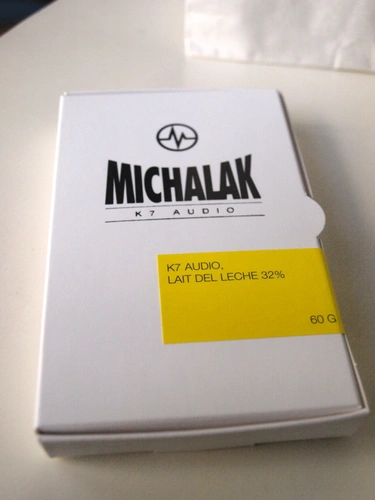 MICHALAK
K7 AUDIO
K7 AUDIO,
LAIT DEL LECHE 32%
60 G